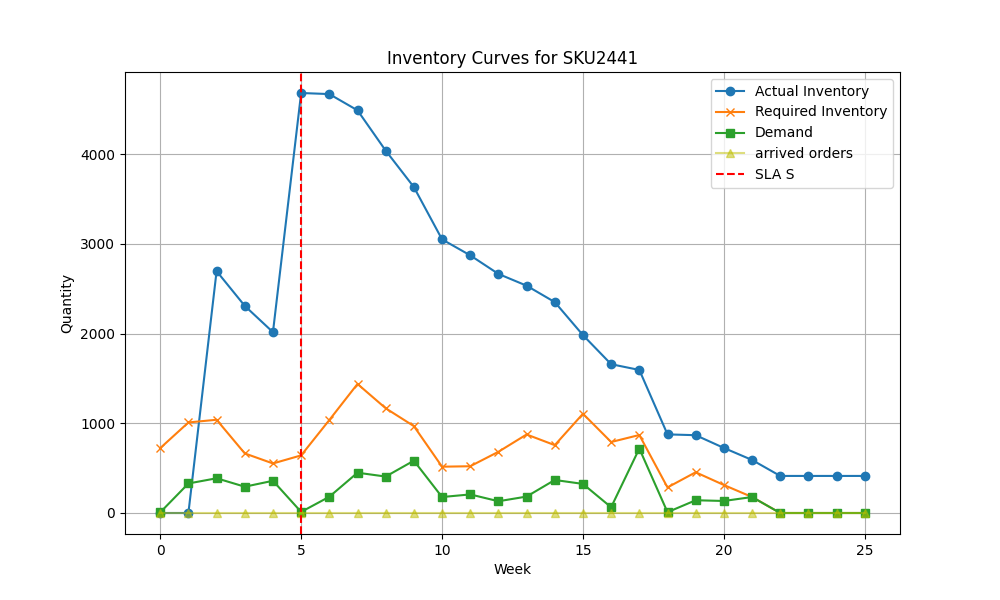 Inventory Curves for SKU2441
Actual Inventory
Required Inventory
Demand
arrived orders
SLA S
Quantity
4000
3000
2000
1000
0
0 5 10 15 20 25
Week